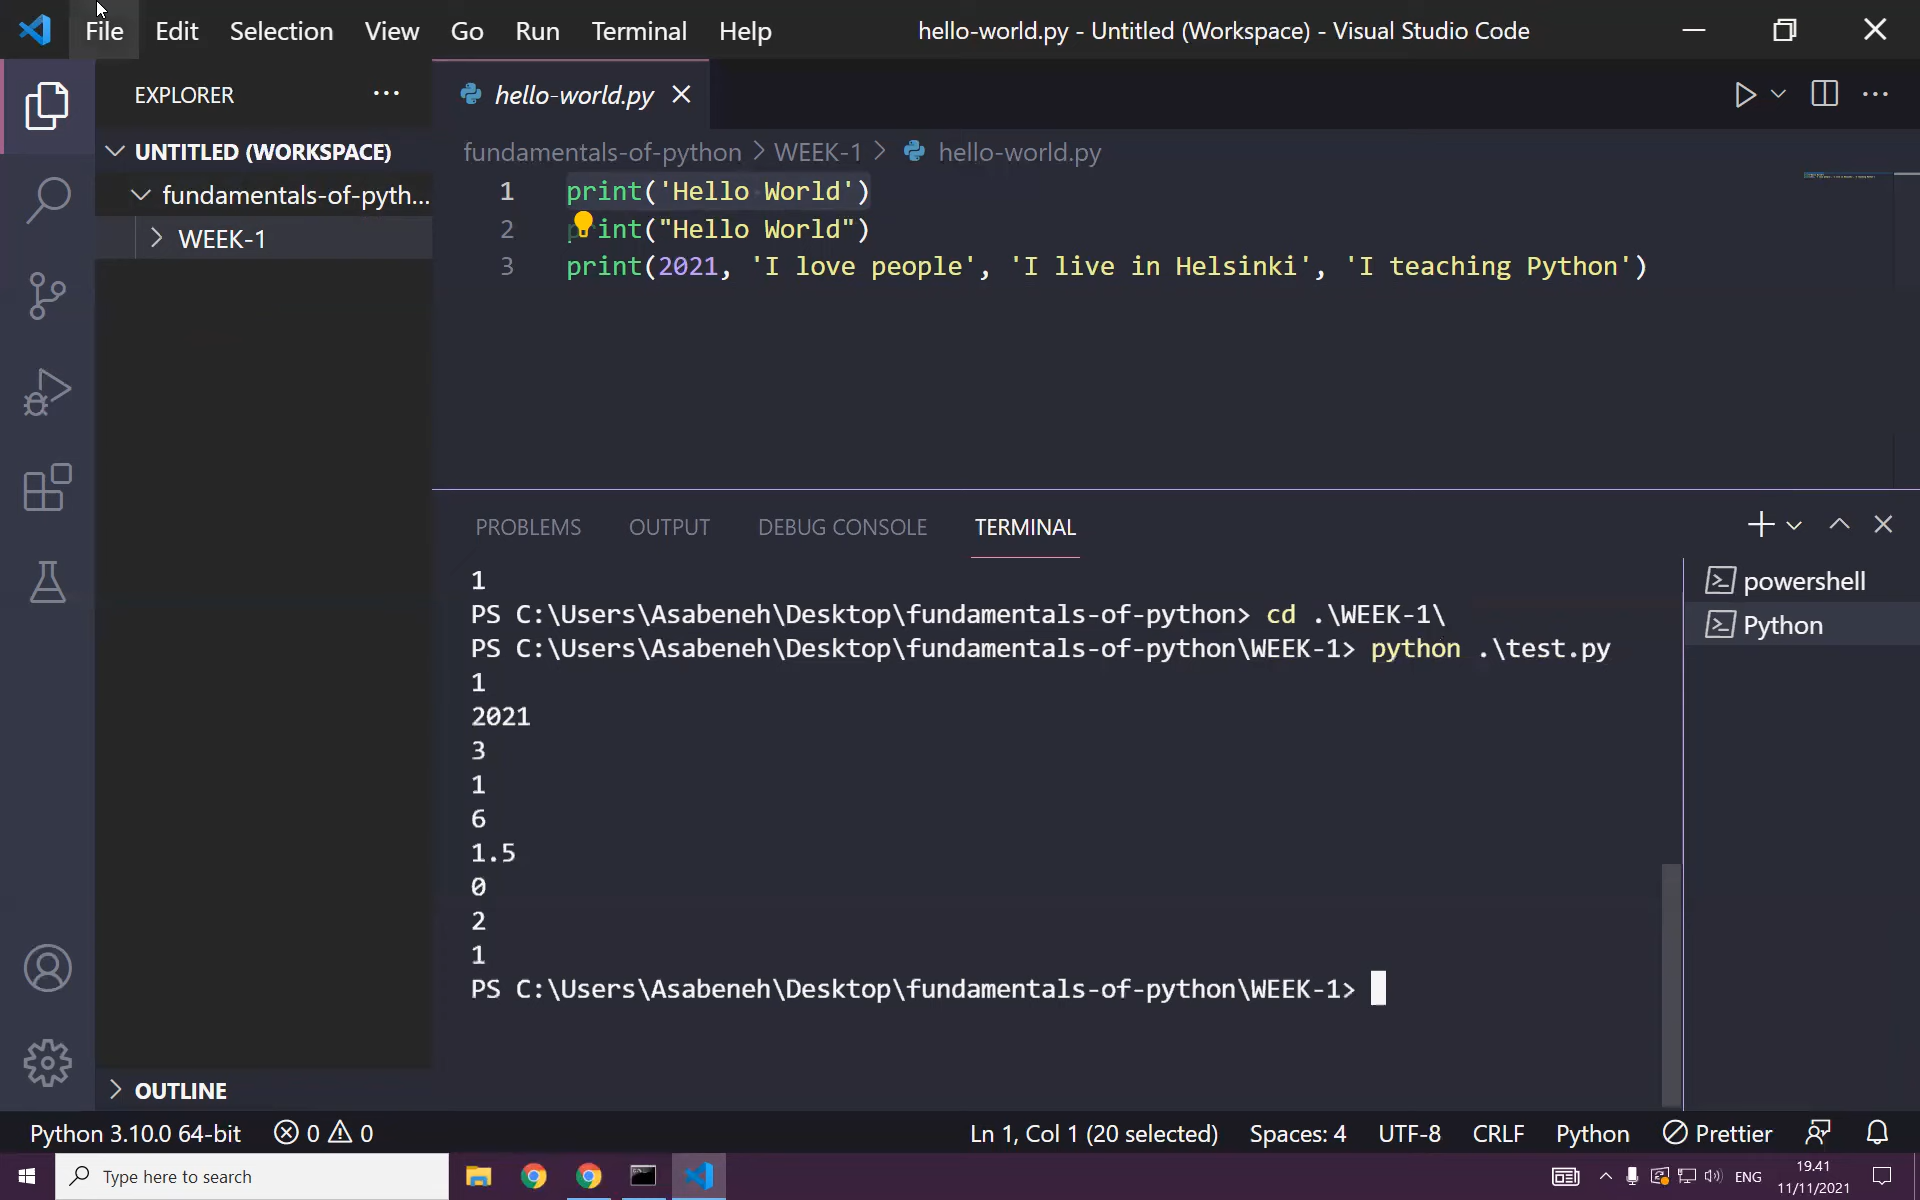 File Edit Selection View Go Run Terminal Help hello-world.py - Untitled (Workspace) - Visual Studio Code
EXPLORER
hello-world.py
UNTITLED (WORKSPACE)
fundamentals-of-pyth...
WEEK-1
fundamentals-of-python > WEEK-1 > hello-world.py
1 print('Hello World')
2 print("Hello World")
3 print(2021, 'I love people', 'I live in Helsinki', 'I teaching Python')
PROBLEMS OUTPUT DEBUG CONSOLE TERMINAL
1
PS C:\Users\Asabeneh\Desktop\fundamentals-of-python> cd .\WEEK-1\
PS C:\Users\Asabeneh\Desktop\fundamentals-of-python\WEEK-1> python .\test.py
1
2021
3
1
6
1.5
0
2
1
PS C:\Users\Asabeneh\Desktop\fundamentals-of-python\WEEK-1>
powershell
Python
OUTLINE
Python 3.10.0 64-bit 0 0 Ln 1, Col 1 (20 selected) Spaces: 4 UTF-8 CRLF Python Prettier
Type here to search
ENG
19.41
11/11/2021